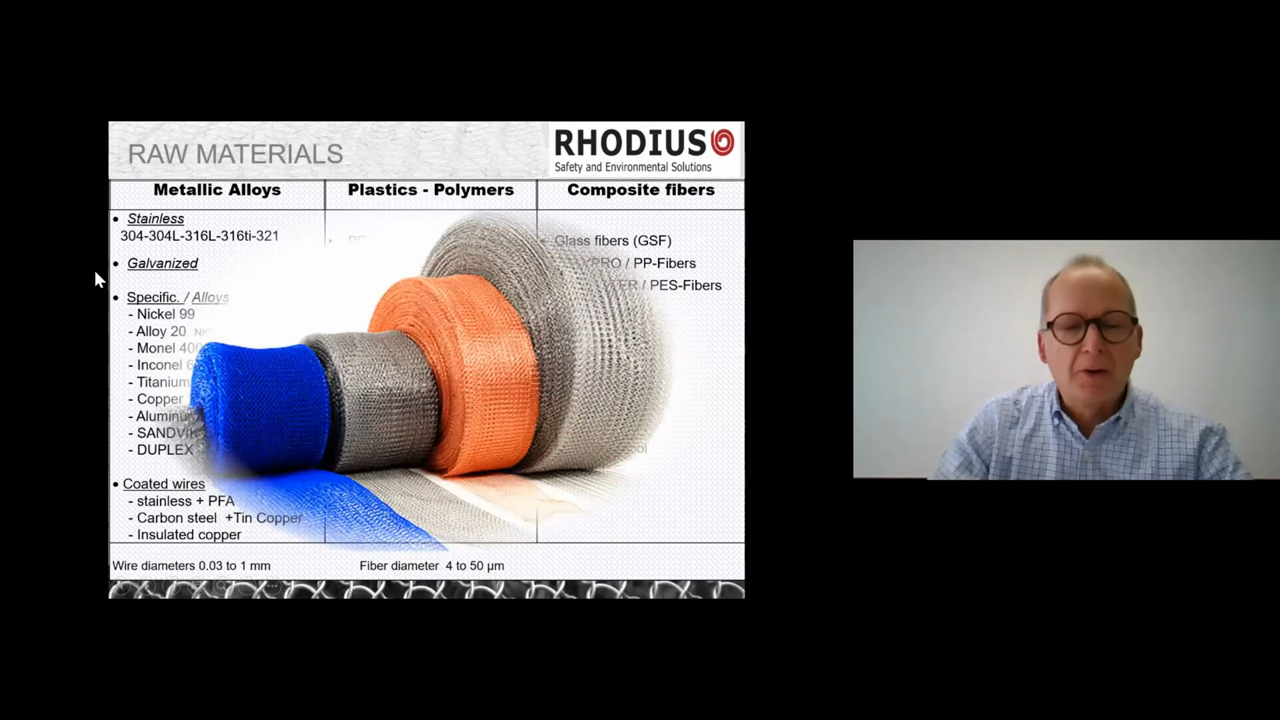 RAW MATERIALS
RHODIUS
Safety and Environmental Solutions
Metallic Alloys
Plastics - Polymers
Composite fibers
• Stainless
304-304L-316L-316ti-321
• Galvanized
• Specific. / Alloys
- Nickel 99
- Alloy 20
- Monel 400
- Inconel
- Titanium
- Copper
- Aluminum
- SANDVIK
- DUPLEX
• Coated wires
- stainless + PFA
- Carbon steel +Tin Copper
- Insulated copper
Glass fibers (GSF)
/ PP-Fibers
/ PES-Fibers
Wire diameters 0.03 to 1 mm
Fiber diameter 4 to 50 µm